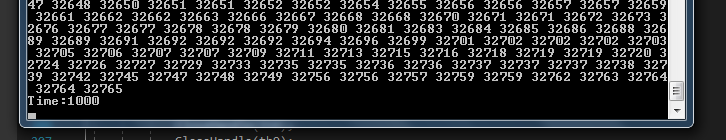 47 32648 32650 32651 32651 32652 32652 32654 32655 32656 32656 32657 32657 32659
 32661 32662 32662 32663 32666 32667 32668 32668 32670 32671 32671 32672 32673 3
2676 32677 32677 32678 32678 32679 32680 32681 32683 32684 32685 32686 32688 326
89 32689 32691 32692 32692 32692 32694 32696 32699 32701 32702 32702 32702 32703
 32705 32706 32707 32707 32709 32711 32713 32715 32716 32718 32719 32719 32720 3
2724 32726 32727 32729 32733 32735 32735 32736 32736 32737 32737 32737 32738 327
39 32742 32745 32747 32748 32749 32756 32756 32757 32759 32759 32762 32763 32764
 32764 32765
Time:1000